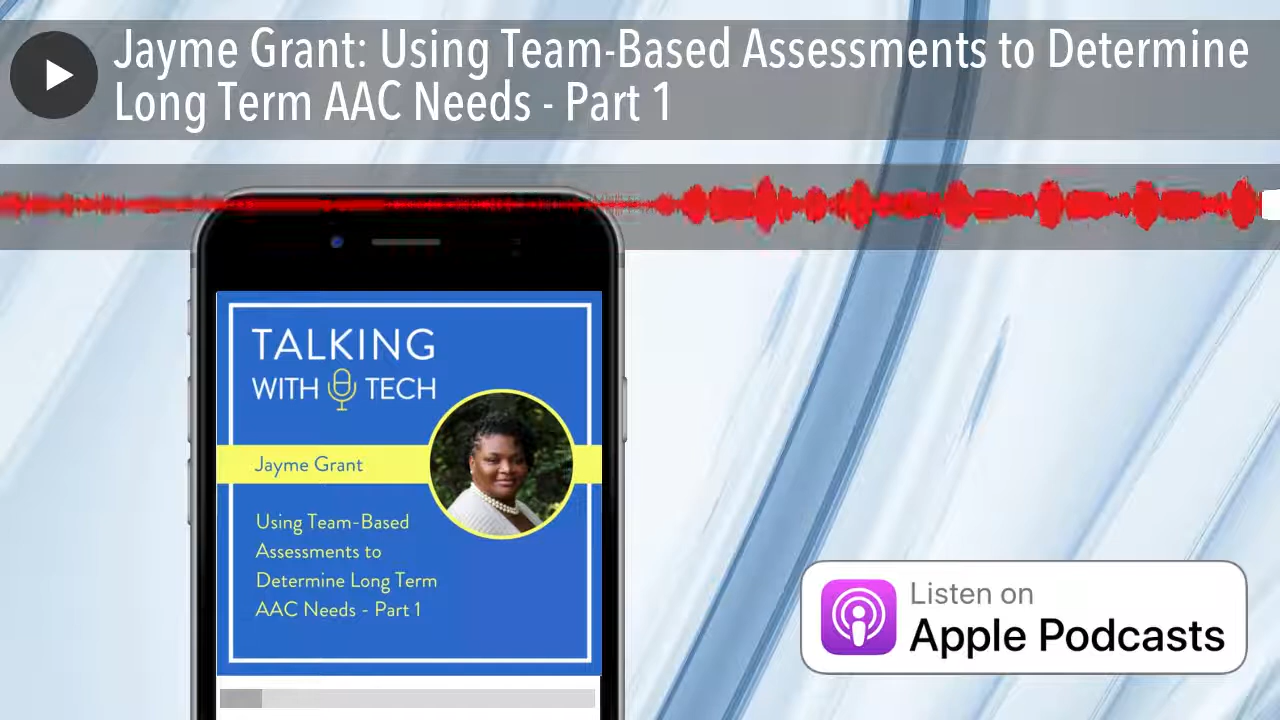 Jayme Grant: Using Team-Based Assessments to Determine
Long Term AAC Needs - Part 1
TALKING
WITH TECH
Jayme Grant
Using Team-Based
Assessments to
Determine Long Term
AAC Needs - Part 1
Listen on
Apple Podcasts